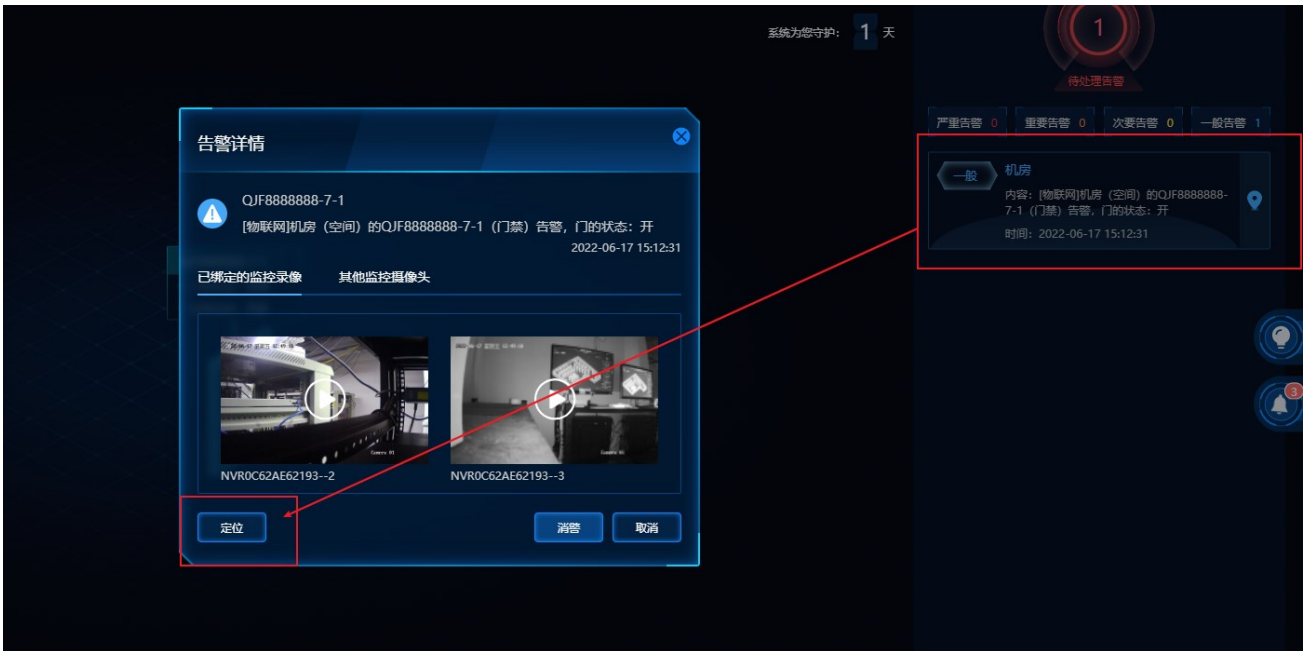 系统为您守护: 1 天
1
待处理告警
严重告警 0 重要告警 0 次要告警 0 一般告警 1
一般
机房
内容: [物联网]机房 (空间) 的QJF8888888-
7-1 (门禁) 告警, 门的状态: 开
时间: 2022-06-17 15:12:31
3
告警详情
QJF8888888-7-1
[物联网]机房 (空间) 的QJF8888888-7-1 (门禁) 告警, 门的状态: 开
2022-06-17 15:12:31
已绑定的监控录像 其他监控摄像头
Camera 01
Camera 01
NVR0C62AE62193--2 NVR0C62AE62193--3
定位 消警 取消